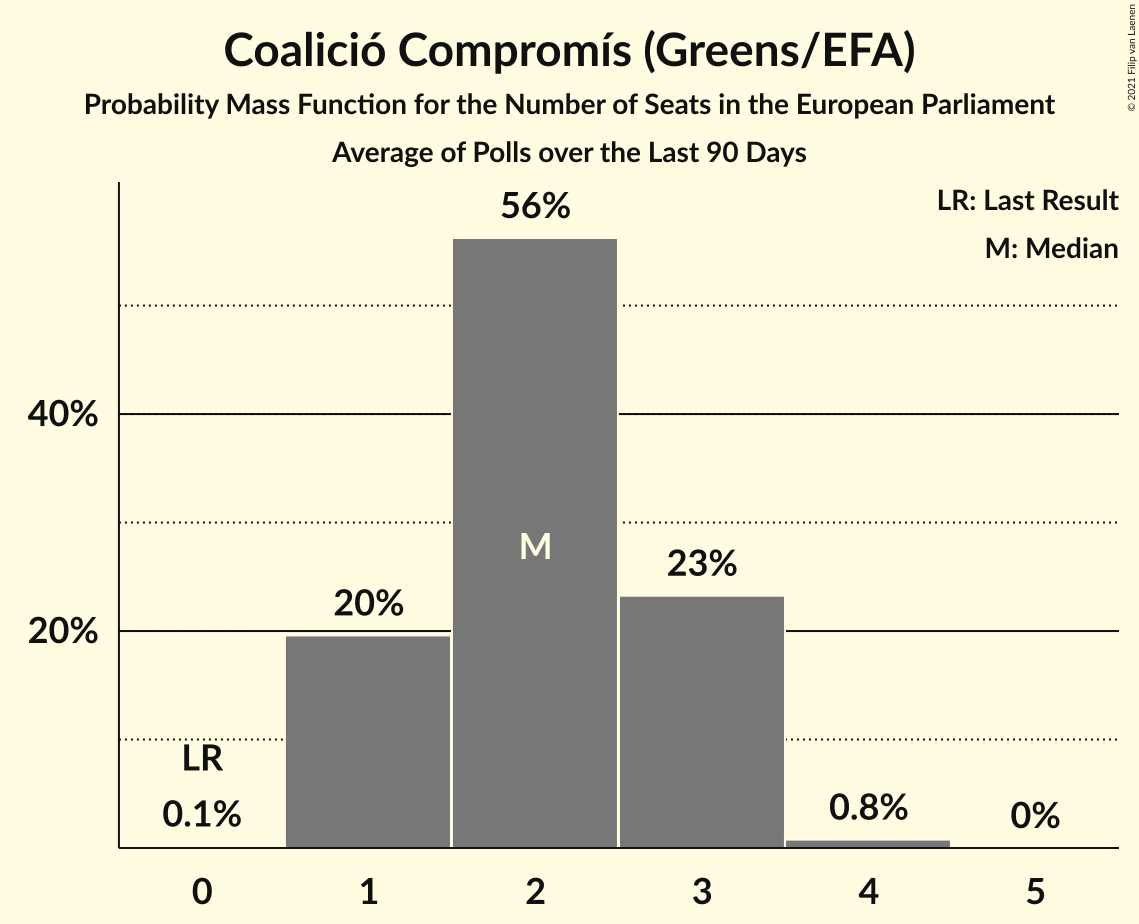 Coalició Compromís (Greens/EFA)
Probability Mass Function for the Number of Seats in the European Parliament
Average of Polls over the Last 90 Days
© 2021 Filip van Laenen
LR: Last Result
M: Median
56%
40%
M
23%
20%
20%
LR
0.1%
0.8%
0%
0 1 2 3 4 5